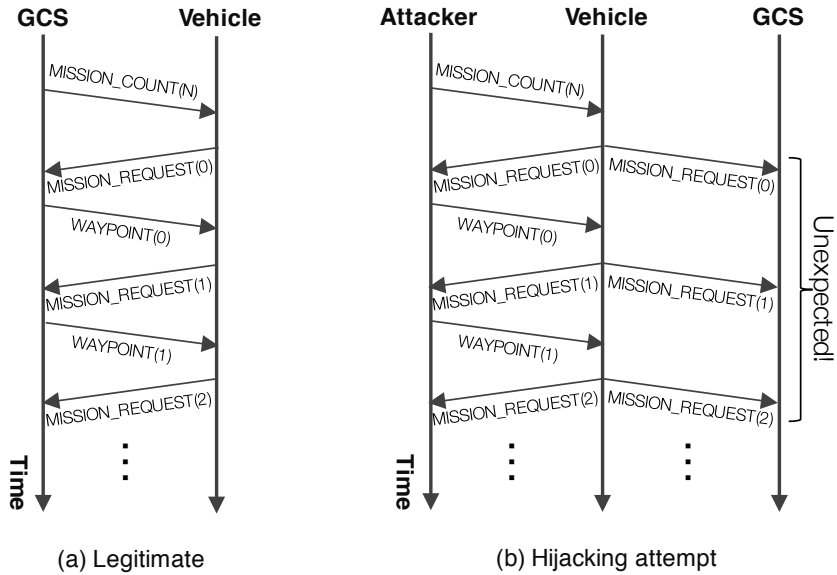 GCS
Vehicle
MISSION_COUNT(N)
MISSION_REQUEST(0)
WAYPOINT(0)
MISSION_REQUEST(1)
WAYPOINT(1)
MISSION_REQUEST(2)
...
Time
(a) Legitimate
Attacker
Vehicle
GCS
MISSION_COUNT(N)
MISSION_REQUEST(0)
MISSION_REQUEST(0)
WAYPOINT(0)
MISSION_REQUEST(1)
MISSION_REQUEST(1)
WAYPOINT(1)
MISSION_REQUEST(2)
MISSION_REQUEST(2)
...
...
Time
Unexpected!
(b) Hijacking attempt